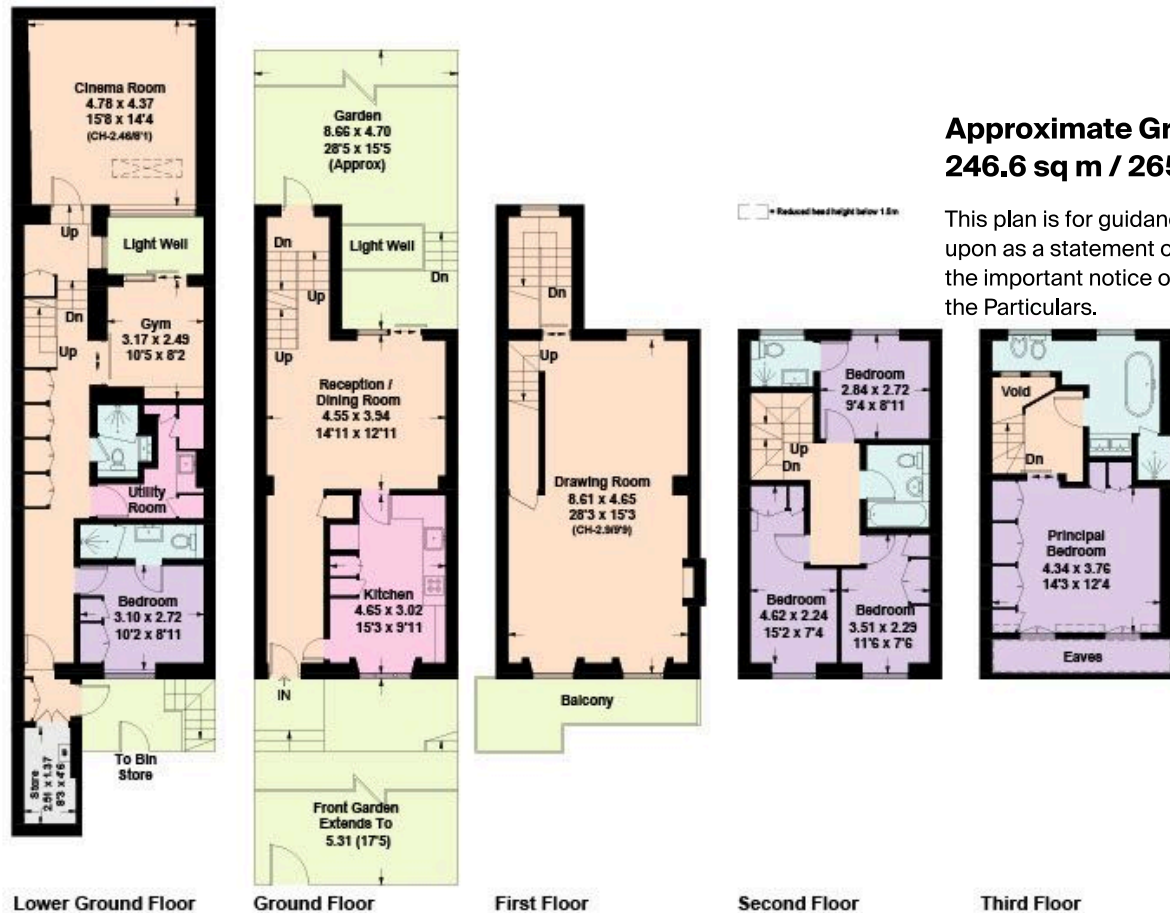 Cinema Room
4.78 x 4.37
15'8 x 14'4
(CH-2.46/8'1)
Up
Light Well
Dn
Up
Gym
3.17 x 2.49
10'5 x 8'2
Utility
Room
Bedroom
3.10 x 2.72
10'2 x 8'11
To Bin
Store
Store
2.51 x 1.37
8'3 x 4'6
Lower Ground Floor
Garden
8.66 x 4.70
28'5 x 15'5
(Approx)
Dn
Light Well
Up
Dn
Up
Reception /
Dining Room
4.55 x 3.94
14'11 x 12'11
Kitchen
4.65 x 3.02
15'3 x 9'11
IN
Front Garden
Extends To
5.31 (17'5)
Ground Floor
Dn
Up
Drawing Room
8.61 x 4.65
28'3 x 15'3
(CH-2.9/9'9)
Balcony
First Floor
= Reduced head height below 1.5m
Bedroom
2.84 x 2.72
9'4 x 8'11
Up
Dn
Bedroom
4.62 x 2.24
15'2 x 7'4
Bedroom
3.51 x 2.29
11'6 x 7'6
Second Floor
Approximate Gr
246.6 sq m / 265
This plan is for guidanc
upon as a statement o
the important notice o
the Particulars.
Void
Dn
Principal
Bedroom
4.34 x 3.76
14'3 x 12'4
Eaves
Third Floor